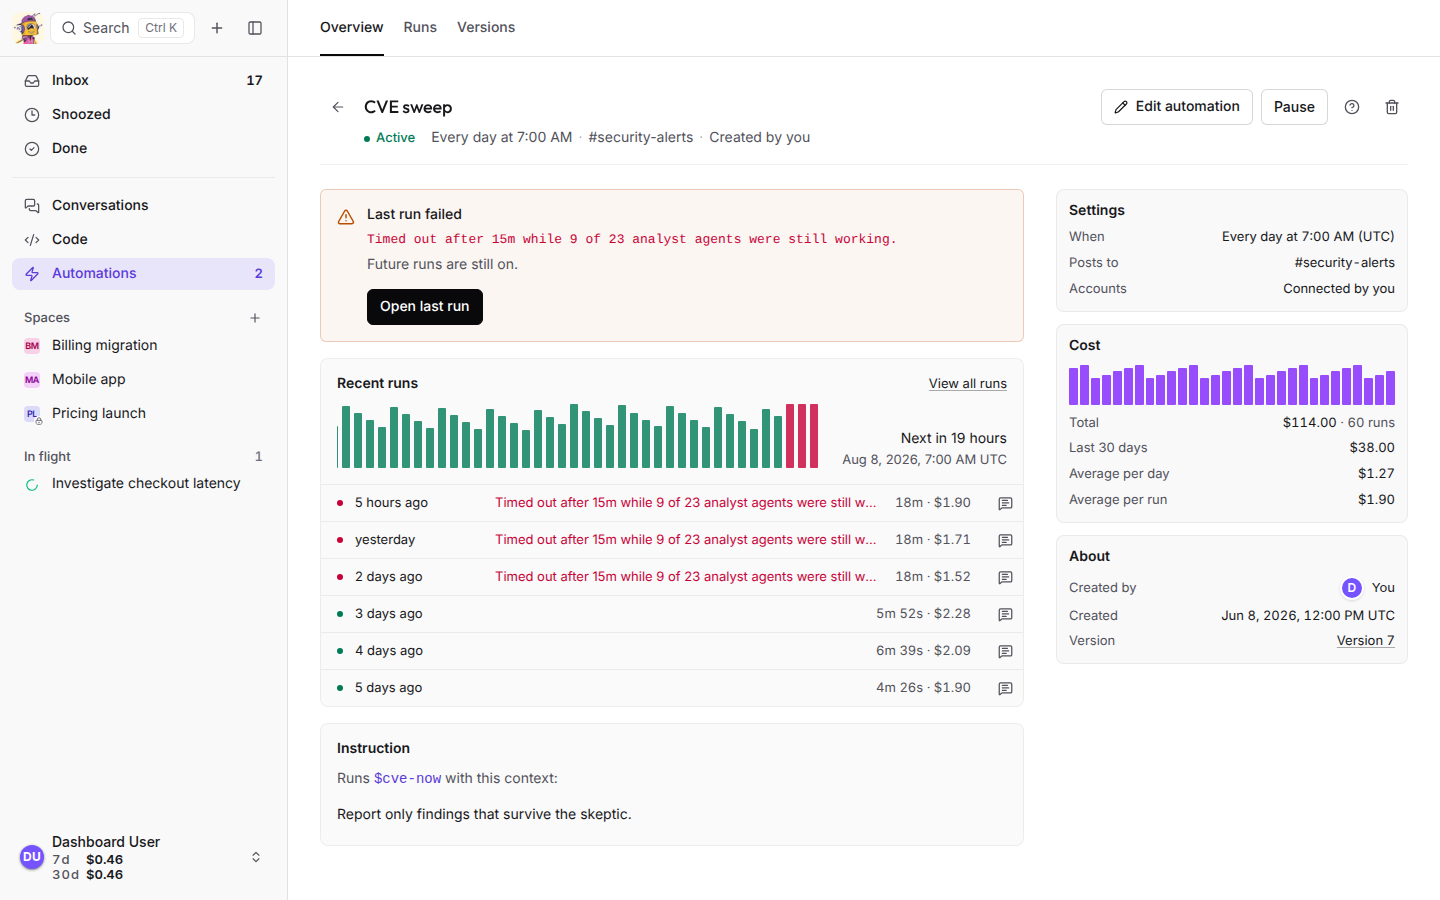 Search Ctrl K
Overview Runs Versions
Inbox 17
Snoozed
Done
Conversations
Code
Automations 2
Spaces
BM Billing migration
MA Mobile app
PL Pricing launch
In flight 1
Investigate checkout latency
DU Dashboard User
7d $0.46
30d $0.46
CVE sweep
Edit automation Pause
Active Every day at 7:00 AM · #security-alerts · Created by you
Last run failed
Timed out after 15m while 9 of 23 analyst agents were still working.
Future runs are still on.
Open last run
Recent runs View all runs
Next in 19 hours
Aug 8, 2026, 7:00 AM UTC
5 hours ago Timed out after 15m while 9 of 23 analyst agents were still w... 18m · $1.90
yesterday Timed out after 15m while 9 of 23 analyst agents were still w... 18m · $1.71
2 days ago Timed out after 15m while 9 of 23 analyst agents were still w... 18m · $1.52
3 days ago 5m 52s · $2.28
4 days ago 6m 39s · $2.09
5 days ago 4m 26s · $1.90
Instruction
Runs $cve-now with this context:
Report only findings that survive the skeptic.
Settings
When Every day at 7:00 AM (UTC)
Posts to #security-alerts
Accounts Connected by you
Cost
Total $114.00 · 60 runs
Last 30 days $38.00
Average per day $1.27
Average per run $1.90
About
Created by D You
Created Jun 8, 2026, 12:00 PM UTC
Version Version 7